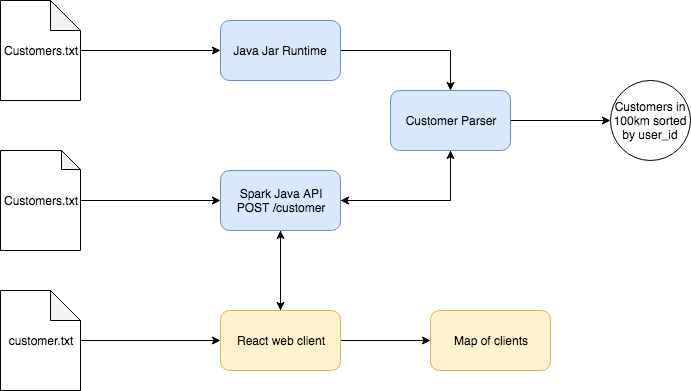 Customers.txt
Java Jar Runtime
Customer Parser
Customers in
100km sorted
by user_id
Customers.txt
Spark Java API
POST /customer
customer.txt
React web client
Map of clients